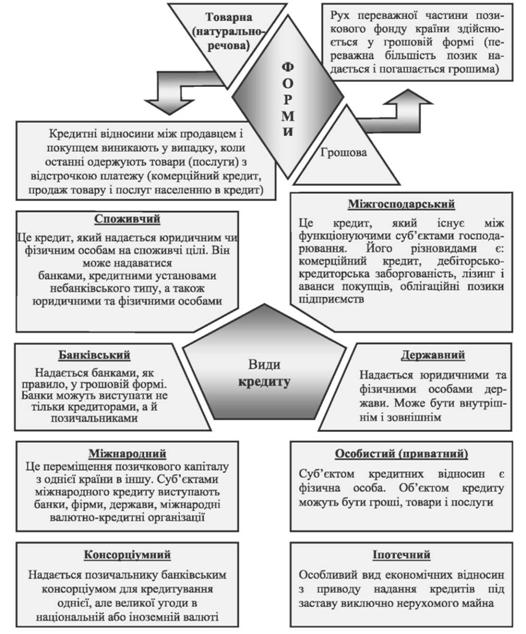 Товарна
(натурально-
речова)
Рух переважної частини пози-
кового фонду країни здійсню-
ється у грошовій формі (пе-
реважна більшість позик на-
дається і погашається грошима)
ФОРМИ
Грошова
Кредитні відносини між продавцем і
покупцем виникають у випадку, коли
останні одержують товари (послуги) з
відстрочкою платежу (комерційний кредит,
продаж товару і послуг населенню в кредит)
Споживчий
Це кредит, який надається юридичним чи
фізичним особам на споживчі цілі. Він
може надаватися
банками, кредитними установами
небанківського типу, а також
юридичними та фізичними особами
Міжгосподарський
Це кредит, який існує між
функціонуючими суб’єктами господа-
рювання. Його різновидами є:
комерційний кредит, дебіторсько-
кредиторська заборгованість, лізинг і
аванси покупців, облігаційні позики
підприємств
Види
кредиту
Банківський
Надається банками, як
правило, у грошовій формі.
Банки можуть виступати не
тільки кредиторами, а й
позичальниками
Державний
Надається юридичними та
фізичними особами дер-
жави. Може бути внутріш-
нім і зовнішнім
Міжнародний
Це переміщення позичкового капіталу
з однієї країни в іншу. Суб’єктами
міжнародного кредиту виступають
банки, фірми, держави, міжнародні
валютно-кредитні організації
Особистий (приватний)
Суб’єктом кредитних відносин є
фізична особа. Об’єктом кредиту
можуть бути гроші, товари і послуги
Консорціумний
Надається позичальнику банківським
консорціумом для кредитування
однієї, але великої угоди в
національній або іноземній валюті
Іпотечний
Особливий вид економічних відносин
з приводу надання кредитів під
заставу виключно нерухомого майна